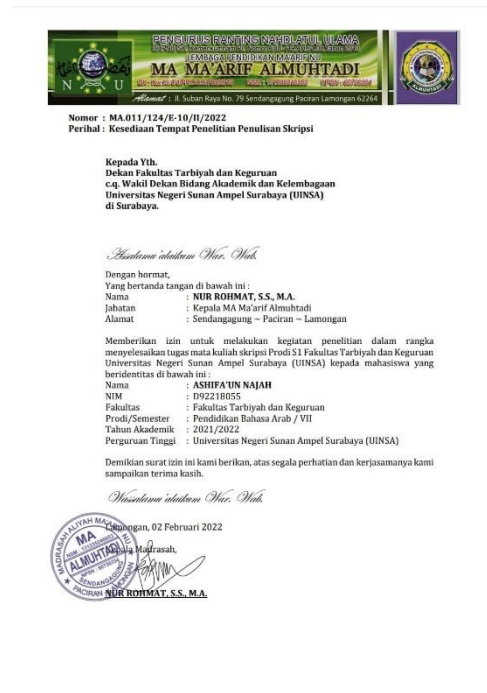 PENGURUS RANTING NAHDLATUL ULAMA
LEMBAGA PENDIDIKAN MA'ARIF NU
MA MA'ARIF ALMUHTADI
N U
ALMUHTADI
Alamat : Jl. Suban Raya No. 79 Sendangagung Paciran Lamongan 62264
Nomor : MA.011/124/E-10/II/2022
Perihal : Kesediaan Tempat Penelitian Penulisan Skripsi
Kepada Yth.
Dekan Fakultas Tarbiyah dan Keguruan
c.q. Wakil Dekan Bidang Akademik dan Kelembagaan
Universitas Negeri Sunan Ampel Surabaya (UINSA)
di Surabaya.
Assalamu'alaikum War. Wab.
Dengan hormat,
Yang bertanda tangan di bawah ini :
Nama : NUR ROHMAT, S.S., M.A.
Jabatan : Kepala MA Ma'arif Almuhtadi
Alamat : Sendangagung ~ Paciran ~ Lamongan
Memberikan izin untuk melakukan kegiatan penelitian dalam rangka
menyelesaikan tugas mata kuliah skripsi Prodi S1 Fakultas Tarbiyah dan Keguruan
Universitas Negeri Sunan Ampel Surabaya (UINSA) kepada mahasiswa yang
beridentitas di bawah ini :
Nama : ASHIFA'UN NAJAH
NIM : D92218055
Fakultas : Fakultas Tarbiyah dan Keguruan
Prodi/Semester : Pendidikan Bahasa Arab / VII
Tahun Akademik : 2021/2022
Perguruan Tinggi : Universitas Negeri Sunan Ampel Surabaya (UINSA)
Demikian surat izin ini kami berikan, atas segala perhatian dan kerjasamanya kami
sampaikan terima kasih.
Wassalamu'alaikum War. Wab.
Lamongan, 02 Februari 2022
Kepala Madrasah,
MADRASAH ALIYAH MA'ARIF NU
MA
ALMUHTADI
SENDANGAGUNG
PACIRAN LAMONGAN
NUR ROHMAT, S.S., M.A.